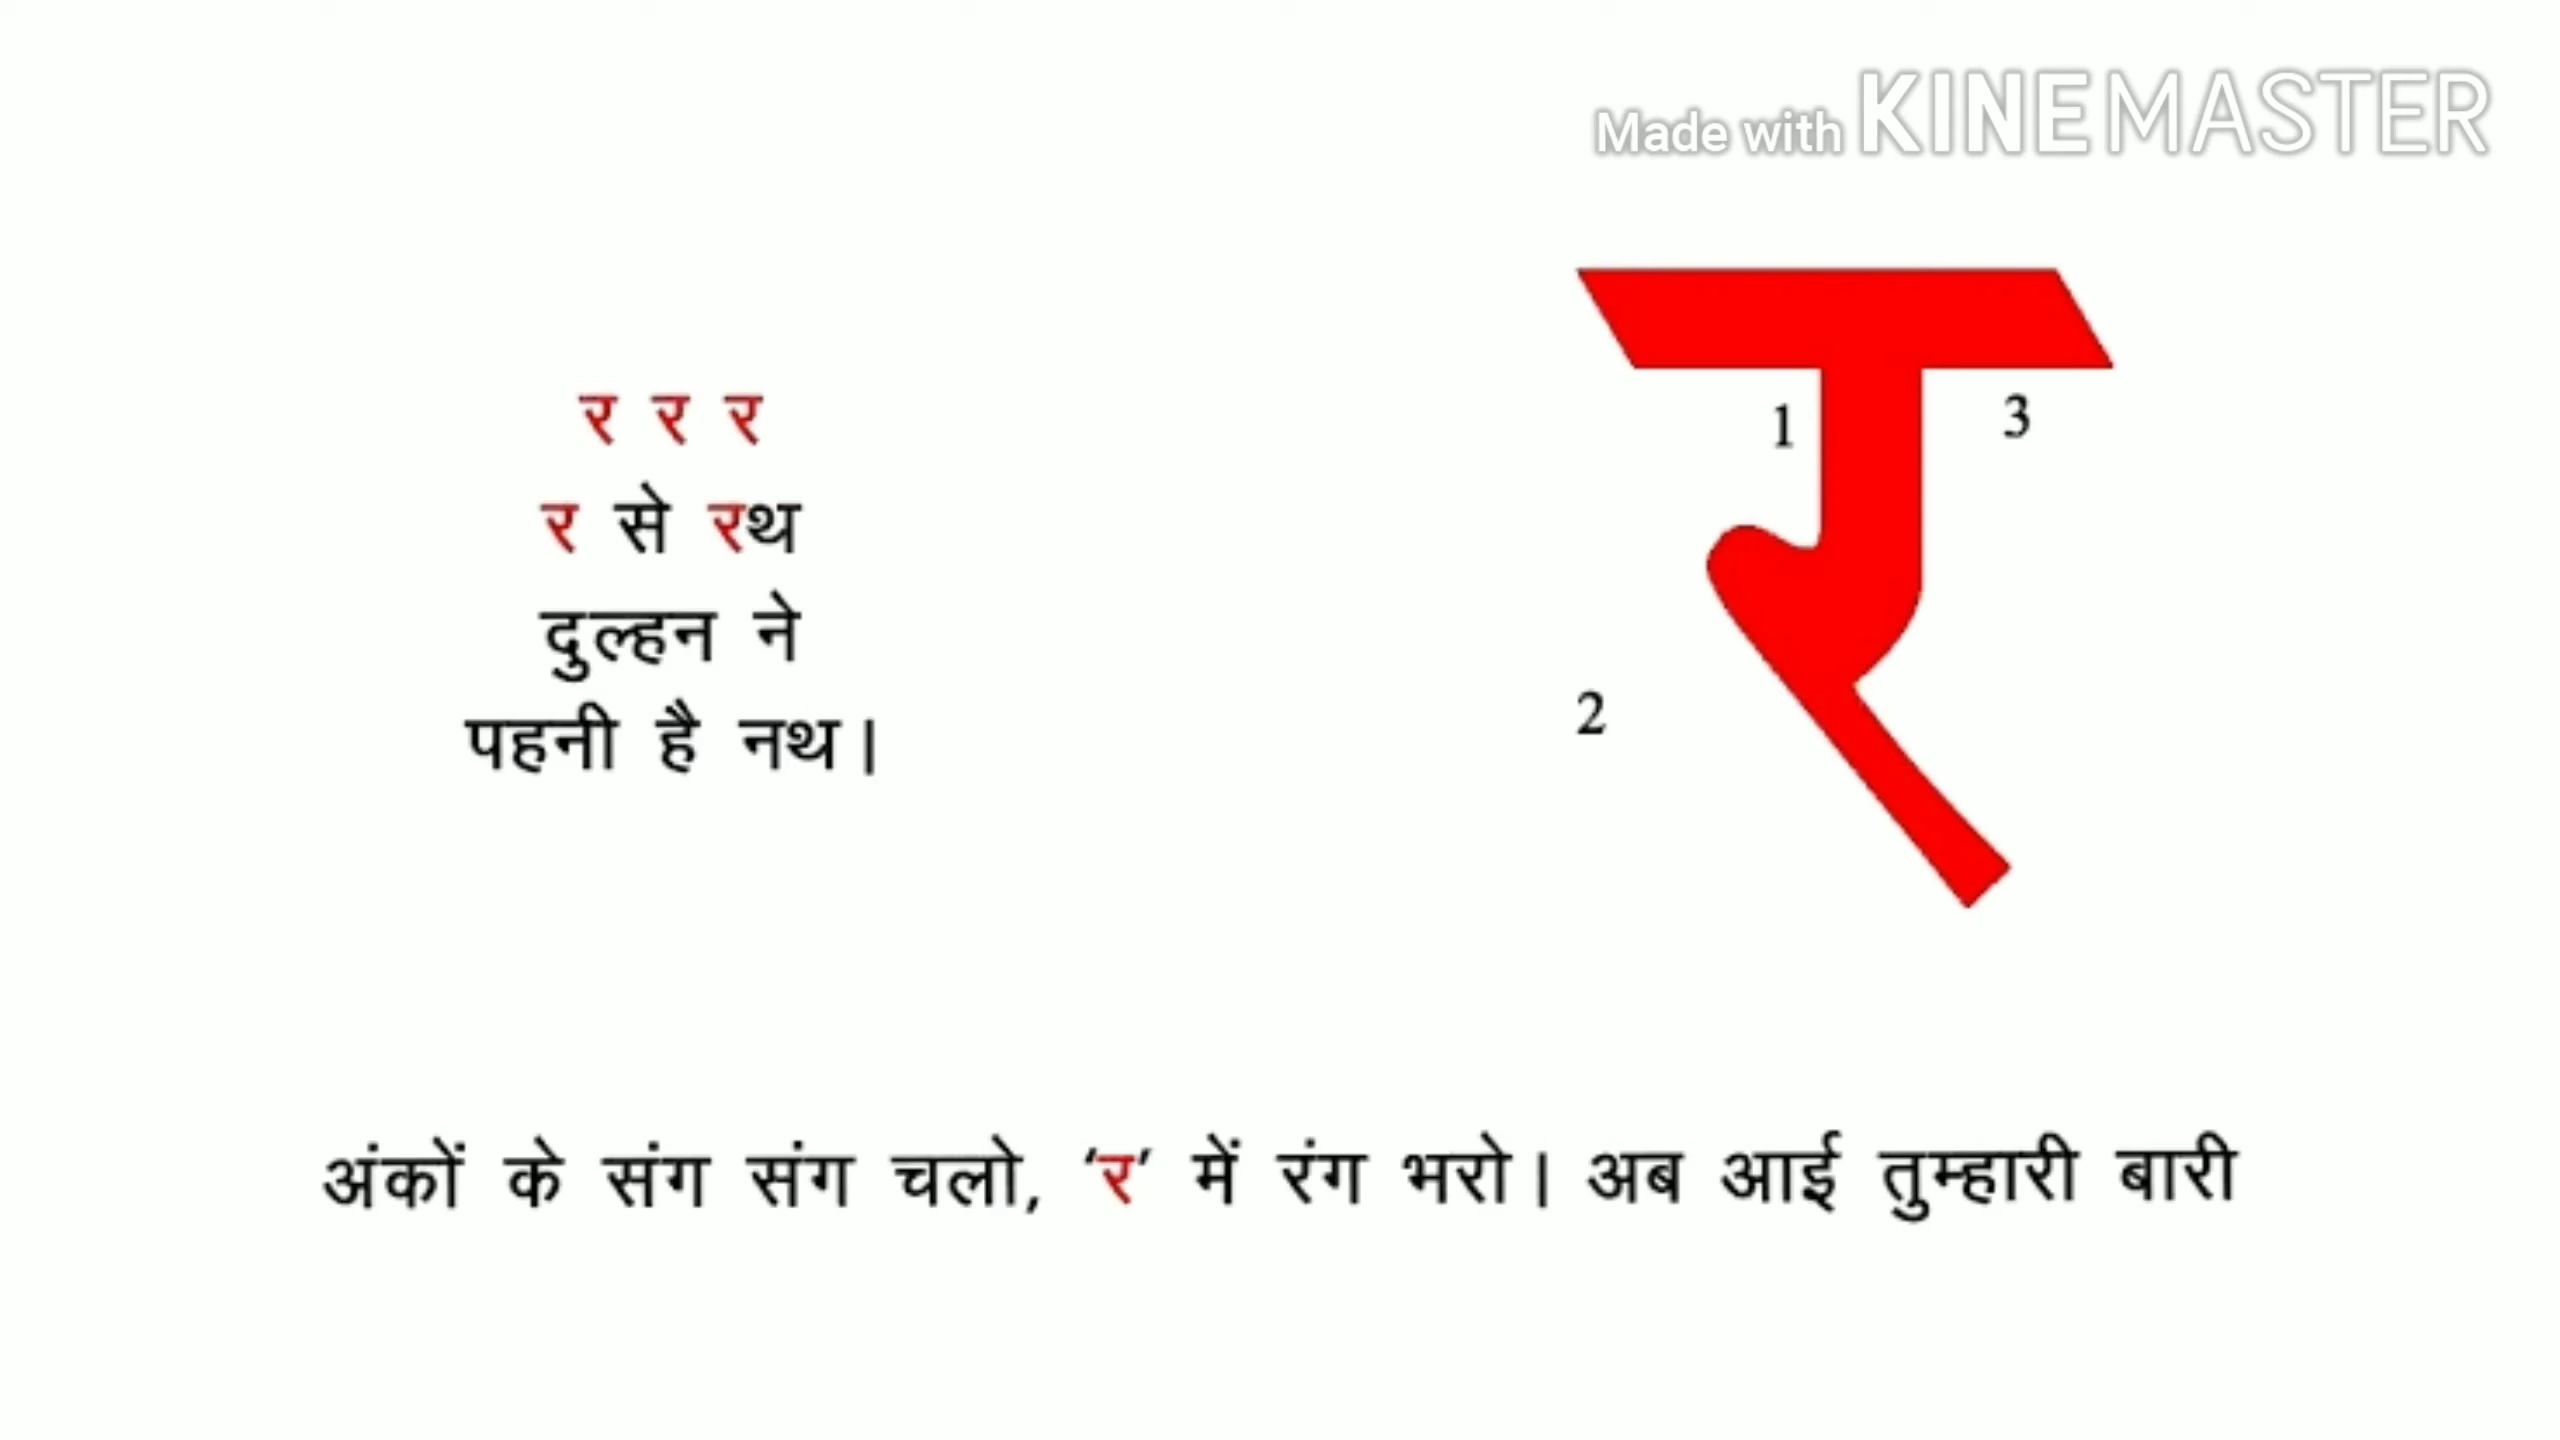 Made with KINEMASTER
र र र
र से रथ
दुल्हन ने
पहनी है नथ।
1
3
2
अंकों के संग संग चलो, ‘र’ में रंग भरो। अब आई तुम्हारी बारी